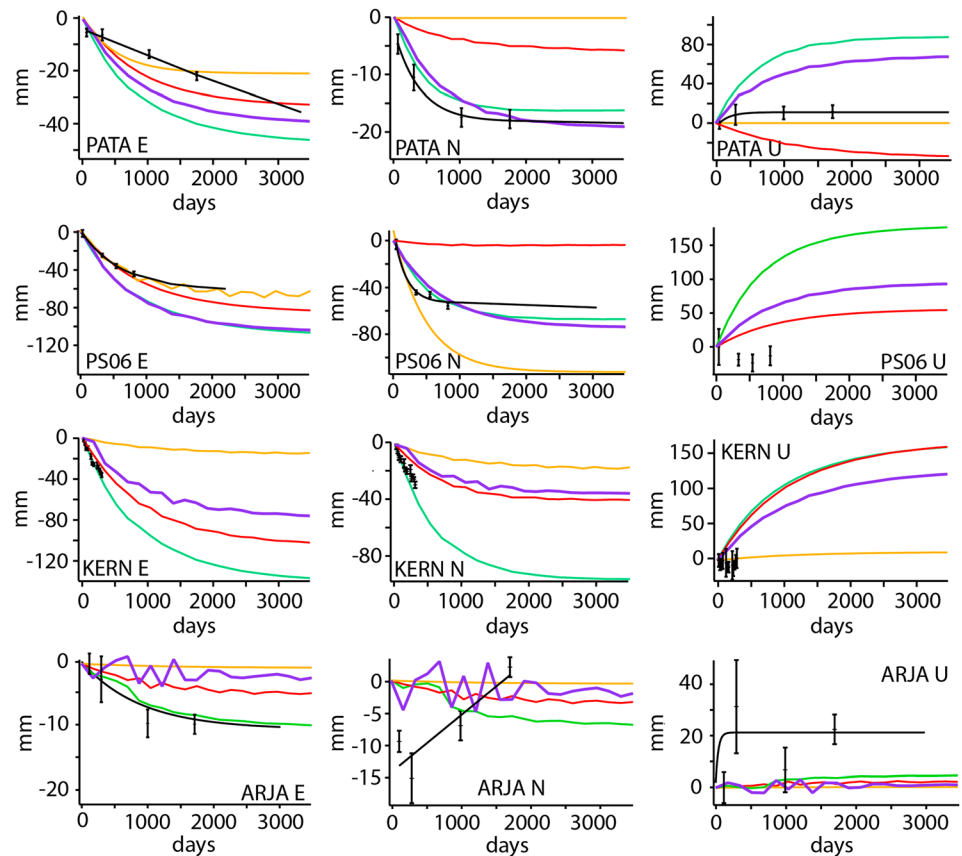 0
-20
-40
mm
PATA E
0 1000 2000 3000
days
0
-10
-20
mm
PATA N
0 1000 2000 3000
days
80
40
0
mm
PATA U
0 1000 2000 3000
days
0
-40
-80
-120
mm
PS06 E
0 1000 2000 3000
days
0
-40
-80
mm
PS06 N
0 1000 2000 3000
days
150
100
50
0
mm
PS06 U
0 1000 2000 3000
days
0
-40
-80
-120
mm
KERN E
0 1000 2000 3000
days
0
-40
-80
mm
KERN N
0 1000 2000 3000
days
150
100
50
0
mm
KERN U
0 1000 2000 3000
days
0
-10
-20
mm
ARJA E
0 1000 2000 3000
days
0
-5
-10
-15
mm
ARJA N
0 1000 2000 3000
days
40
20
0
mm
ARJA U
0 1000 2000 3000
days